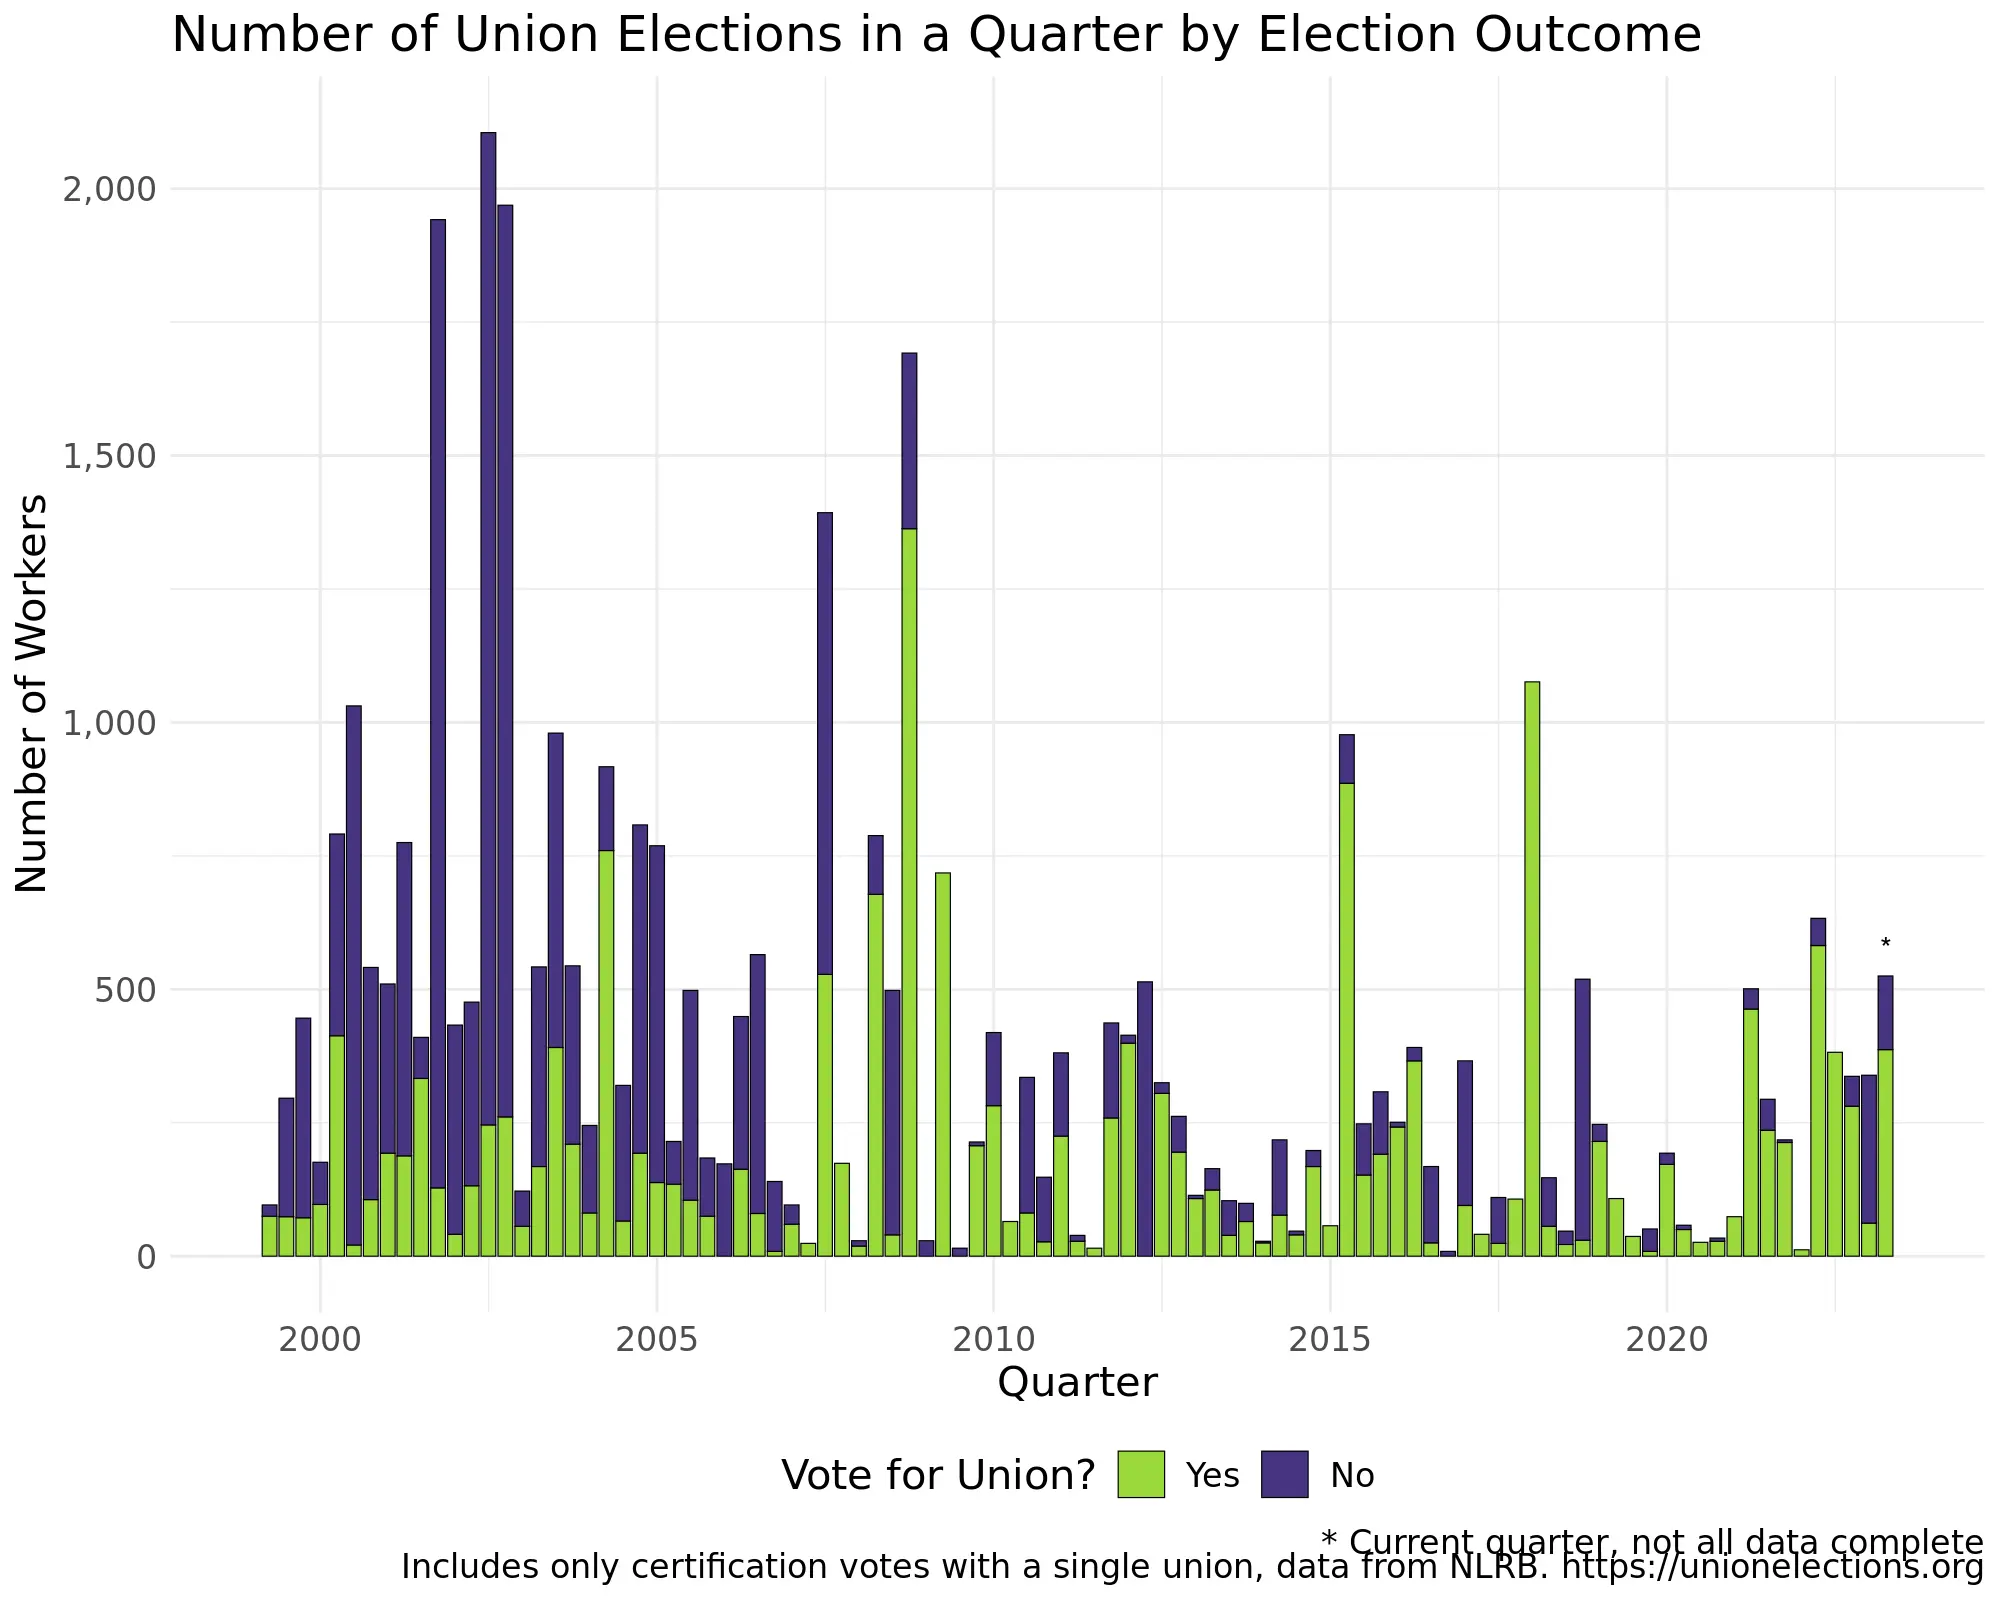 Number of Union Elections in a Quarter by Election Outcome
2,000
1,500
1,000
500
0
Number of Workers
*
2000 2005 2010 2015 2020
Quarter
Vote for Union? Yes No
* Current quarter, not all data complete
Includes only certification votes with a single union, data from NLRB. https://unionelections.org